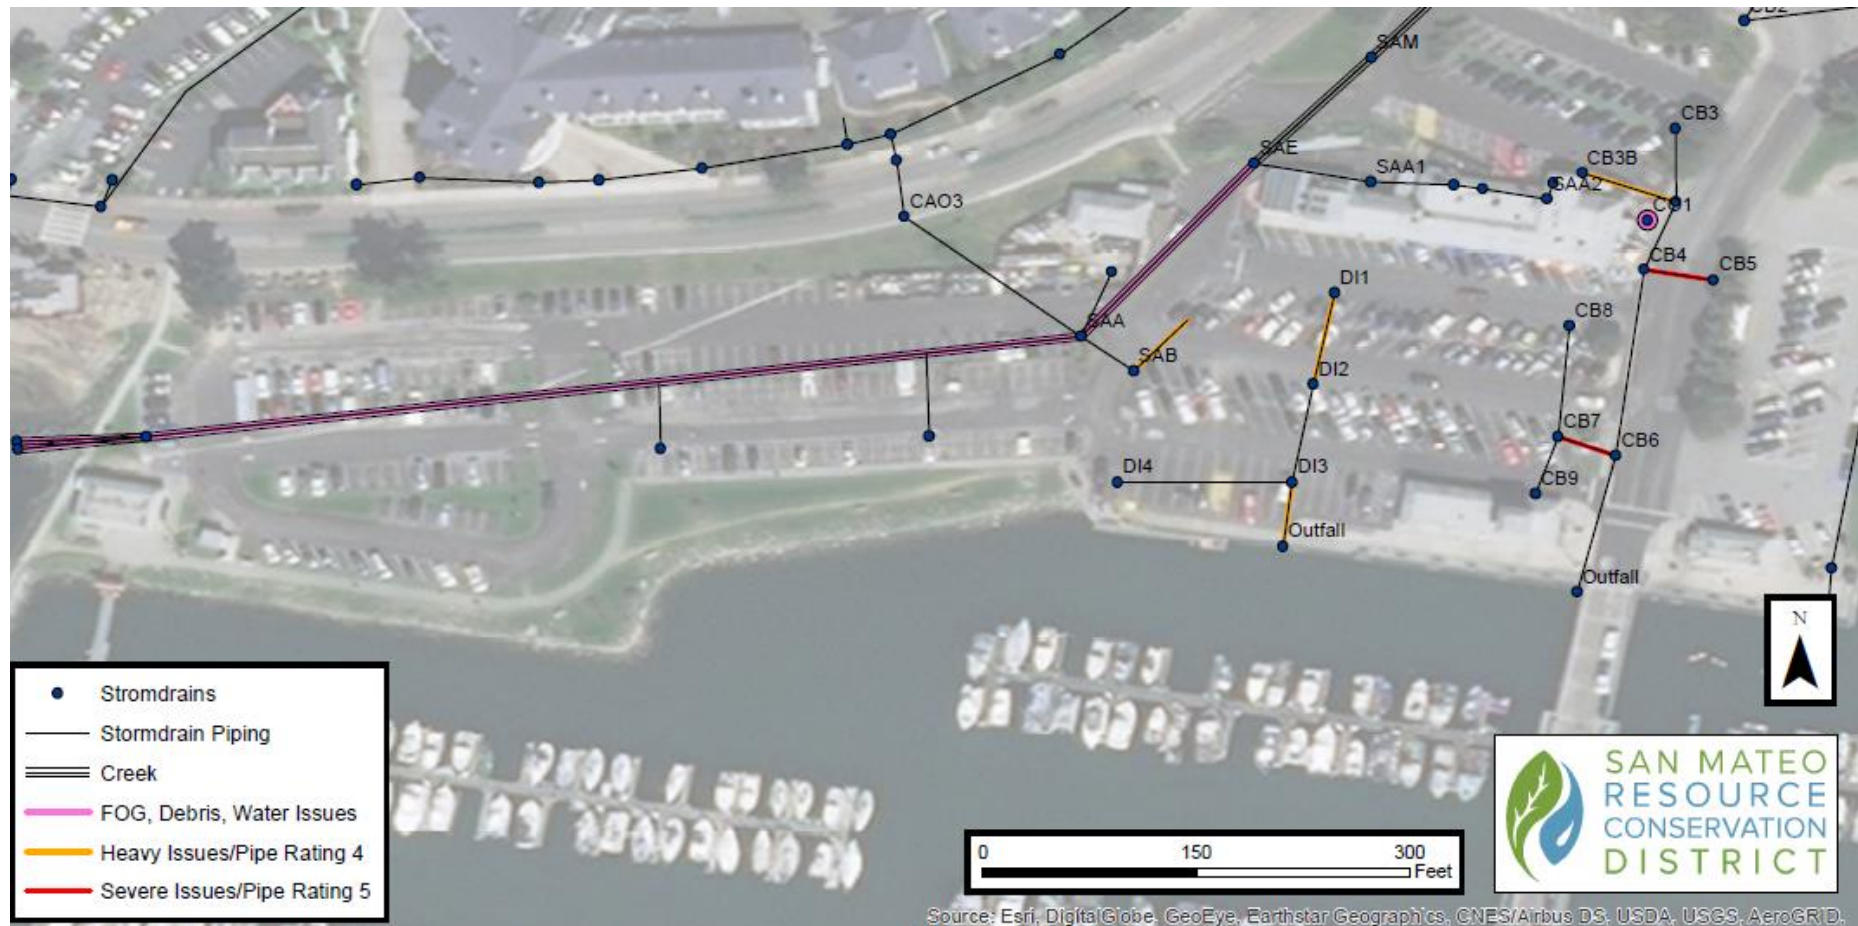 CB2
SAM
CB3
SAE
CB3B
SAA1
SAA2
CO1
CAO3
CB4
CB5
DI1
CB8
SAA
SAB
DI2
CB7
CB6
DI4
DI3
CB9
Outfall
Outfall
N
Stromdrains
Stormdrain Piping
Creek
FOG, Debris, Water Issues
Heavy Issues/Pipe Rating 4
Severe Issues/Pipe Rating 5
0 150 300
Feet
SAN MATEO
RESOURCE
CONSERVATION
DISTRICT
Source: Esri, DigitalGlobe, GeoEye, Earthstar Geographics, CNES/Airbus DS, USDA, USGS, AeroGRID,